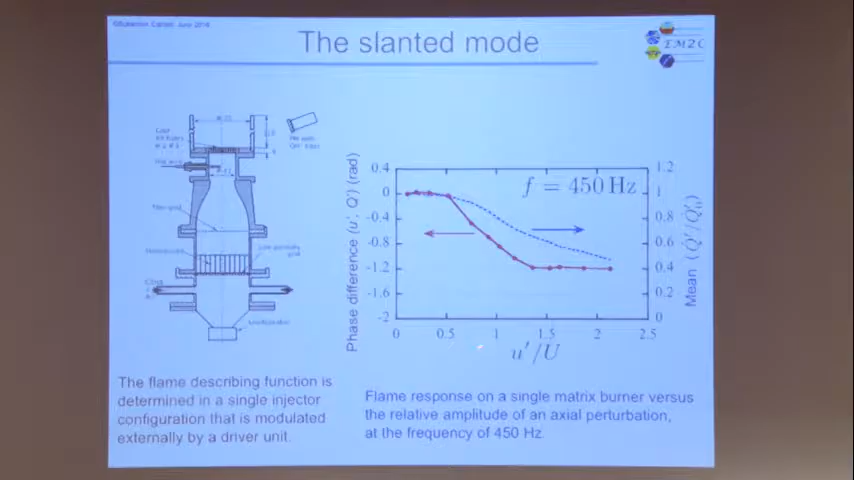 The slanted mode
EM2C
0.4
0
-0.4
-0.8
-1.2
-1.6
-2
Phase difference (u', Q') (rad)
f = 450 Hz
1.2
1
0.8
0.6
0.4
0.2
0
Mean (Q̇'/Q̇'₀)
0 0.5 1 1.5 2 2.5
u'/U
The flame describing function is
determined in a single injector
configuration that is modulated
externally by a driver unit.
Flame response on a single matrix burner versus
the relative amplitude of an axial perturbation,
at the frequency of 450 Hz